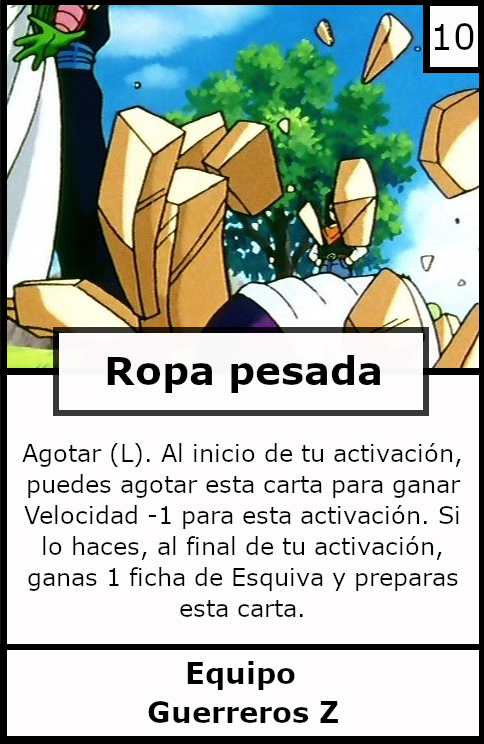 10
Ropa pesada
Agotar (L). Al inicio de tu activación,
puedes agotar esta carta para ganar
Velocidad -1 para esta activación. Si
lo haces, al final de tu activación,
ganas 1 ficha de Esquiva y preparas
esta carta.
Equipo
Guerreros Z